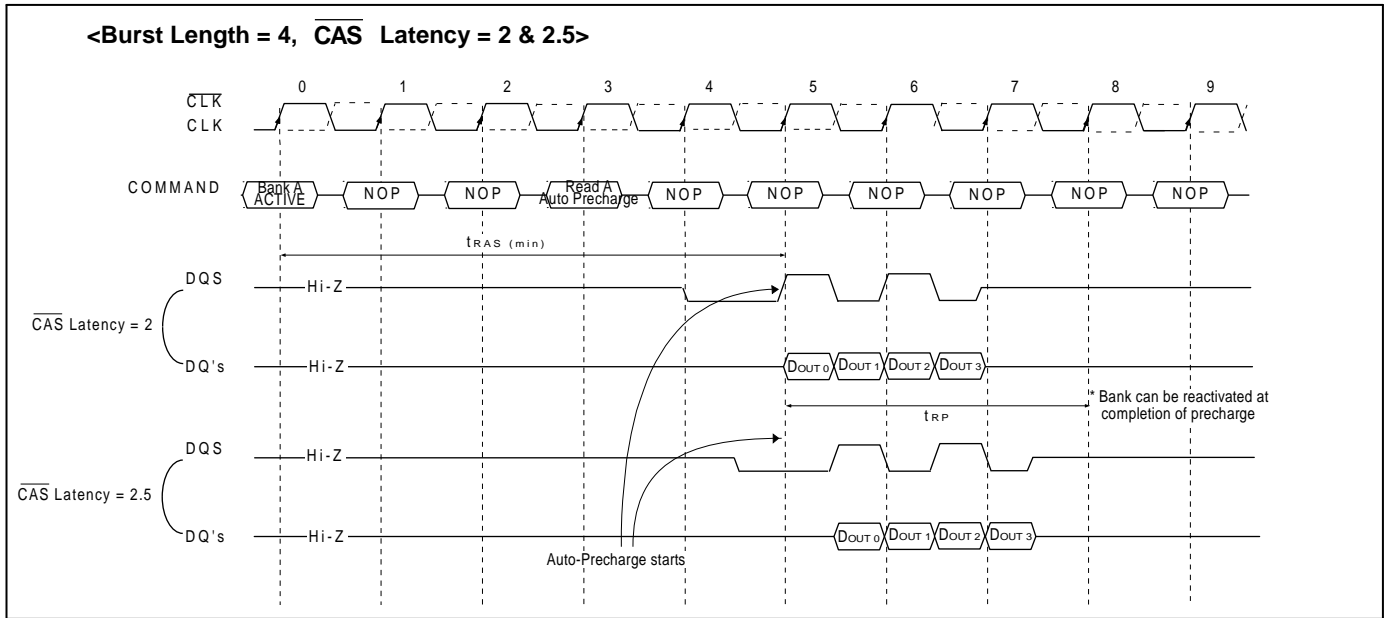 <Burst Length = 4, CAS Latency = 2 & 2.5>
0 1 2 3 4 5 6 7 8 9
CLK
CLK
COMMAND
Bank A ACTIVE
NOP
NOP
Read A Auto Precharge
NOP
NOP
NOP
NOP
NOP
NOP
tRAS (min)
DQS
Hi-Z
CAS Latency = 2
DQ's
Hi-Z
DOUT 0 DOUT 1 DOUT 2 DOUT 3
* Bank can be reactivated at
completion of precharge
tRP
DQS
Hi-Z
CAS Latency = 2.5
DQ's
Hi-Z
DOUT 0 DOUT 1 DOUT 2 DOUT 3
Auto-Precharge starts